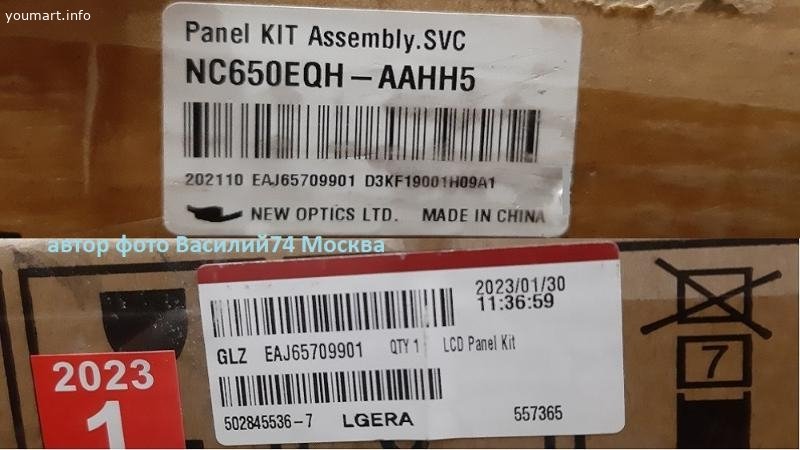 youmart.info
Panel KIT Assembly.SVC
NC650EQH-AAHH5
202110 EAJ65709901 D3KF19001H09A1
NEW OPTICS LTD. MADE IN CHINA
автор фото Василий74 Москва
2023/01/30
11:36:59
GLZ EAJ65709901 QTY 1 LCD Panel Kit
502845536-7 LGERA 557365
2023
1
7